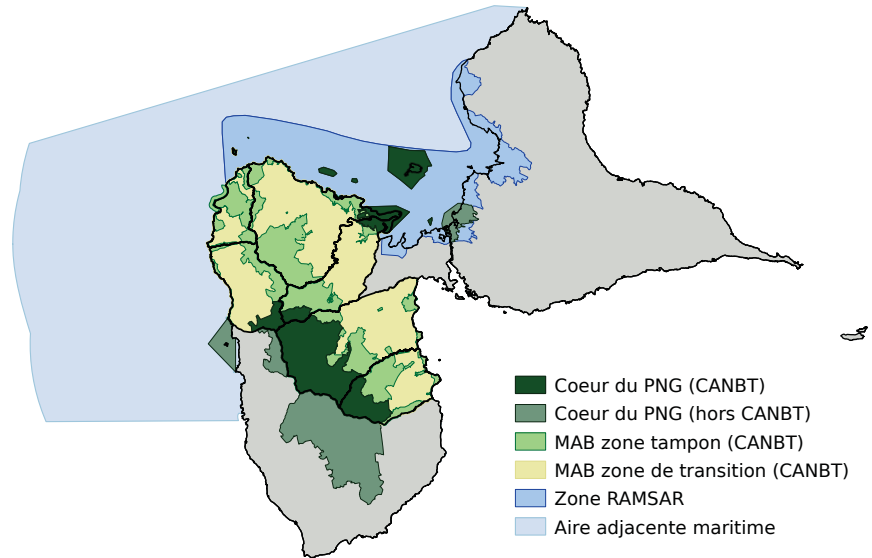 Coeur du PNG (CANBT)
Coeur du PNG (hors CANBT)
MAB zone tampon (CANBT)
MAB zone de transition (CANBT)
Zone RAMSAR
Aire adjacente maritime